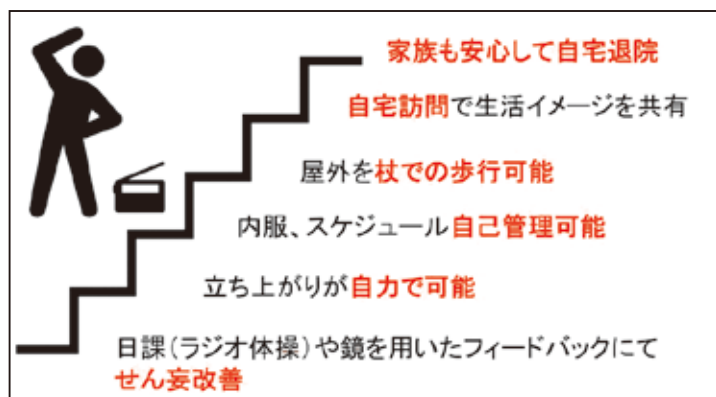 家族も安心して自宅退院
自宅訪問で生活イメージを共有
屋外を杖での歩行可能
内服、スケジュール自己管理可能
立ち上がりが自力で可能
日課(ラジオ体操)や鏡を用いたフィードバックにて
せん妄改善